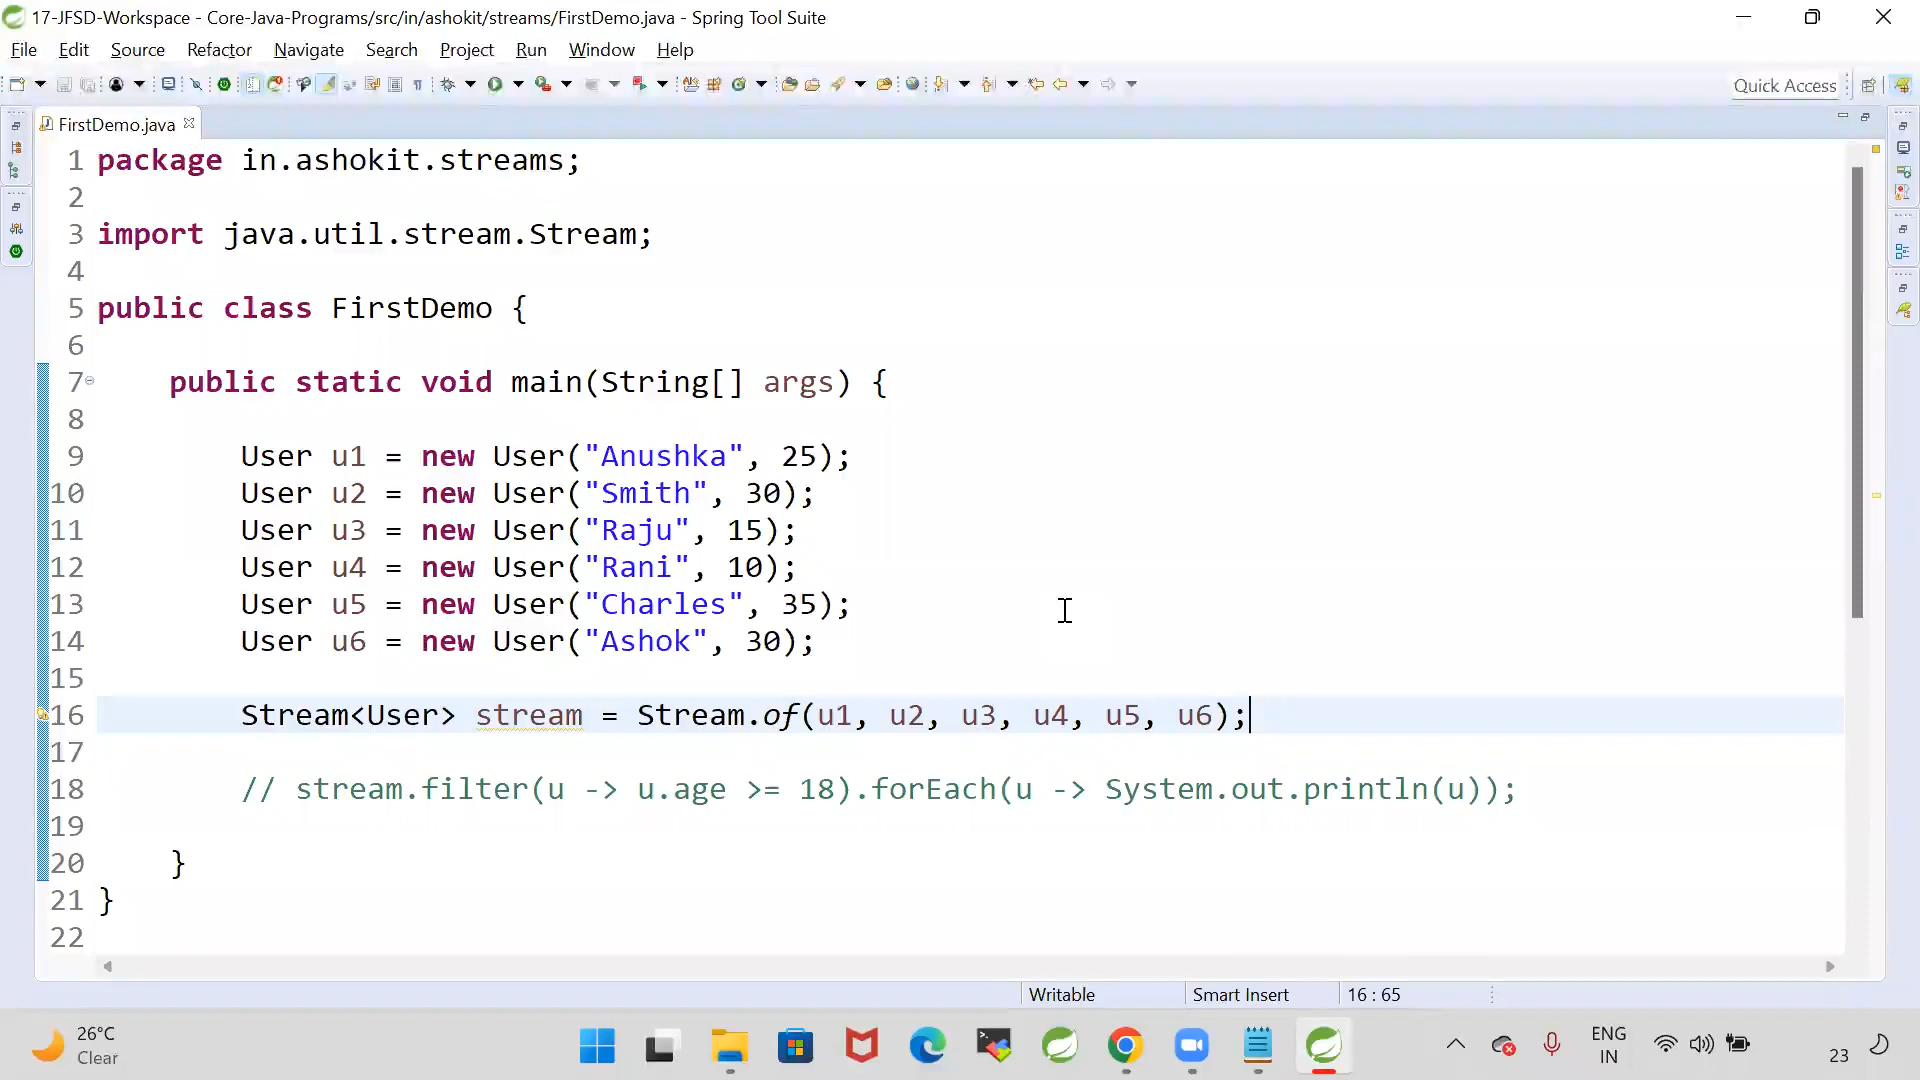 17-JFSD-Workspace - Core-Java-Programs/src/in/ashokit/streams/FirstDemo.java - Spring Tool Suite
File Edit Source Refactor Navigate Search Project Run Window Help
Quick Access
FirstDemo.java
1 package in.ashokit.streams;
2
3 import java.util.stream.Stream;
4
5 public class FirstDemo {
6
7 public static void main(String[] args) {
8
9 User u1 = new User("Anushka", 25);
10 User u2 = new User("Smith", 30);
11 User u3 = new User("Raju", 15);
12 User u4 = new User("Rani", 10);
13 User u5 = new User("Charles", 35);
14 User u6 = new User("Ashok", 30);
15
16 Stream<User> stream = Stream.of(u1, u2, u3, u4, u5, u6);
17
18 // stream.filter(u -> u.age >= 18).forEach(u -> System.out.println(u));
19
20 }
21 }
22
Writable Smart Insert 16 : 65
26°C
Clear
ENG
IN
23